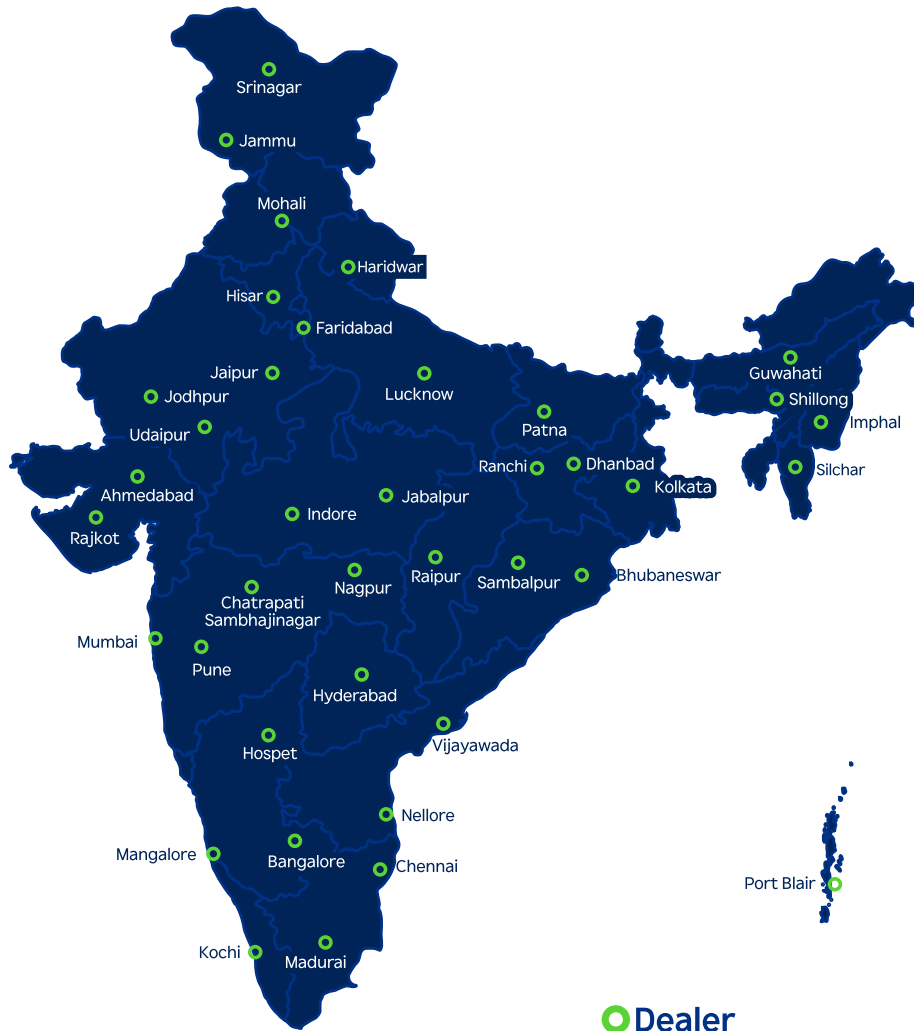 Srinagar
Jammu
Mohali
Haridwar
Hisar
Faridabad
Guwahati
Jaipur
Lucknow
Jodhpur
Shillong
Imphal
Udaipur
Patna
Ranchi
Dhanbad
Silchar
Ahmedabad
Kolkata
Jabalpur
Indore
Rajkot
Nagpur
Raipur
Sambalpur
Bhubaneswar
Chatrapati
Sambhajinagar
Mumbai
Pune
Hyderabad
Vijayawada
Hospet
Nellore
Mangalore
Bangalore
Chennai
Port Blair
Kochi
Madurai
Dealer